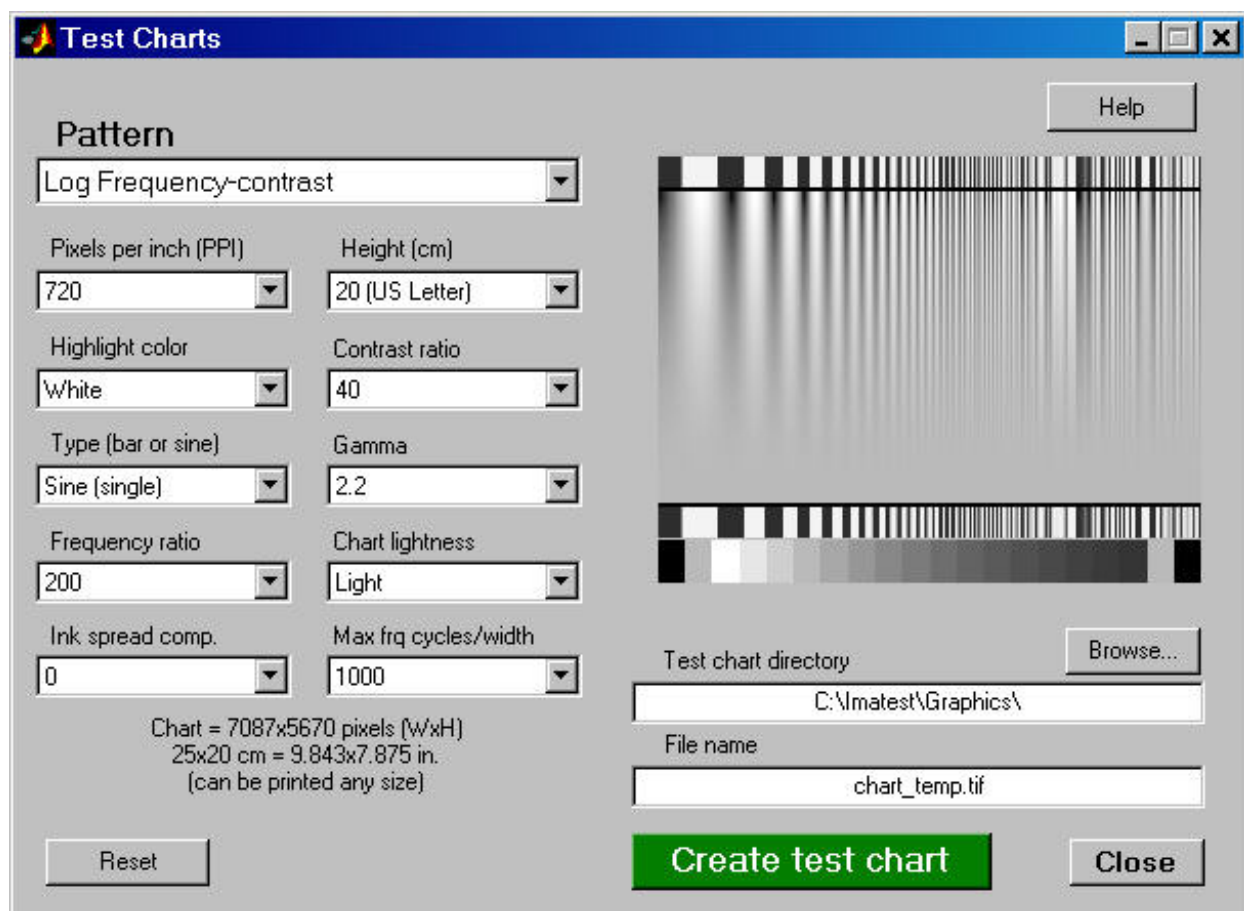 Test Charts
Help
Pattern
Log Frequency-contrast
Pixels per inch (PPI)
Height (cm)
720
20 (US Letter)
Highlight color
Contrast ratio
White
40
Type (bar or sine)
Gamma
Sine (single)
2.2
Frequency ratio
Chart lightness
200
Light
Ink spread comp.
Max frq cycles/width
0
1000
Chart = 7087x5670 pixels (WxH)
25x20 cm = 9.843x7.875 in.
(can be printed any size)
Test chart directory
Browse...
C:\Imatest\Graphics\
File name
chart_temp.tif
Reset
Create test chart
Close